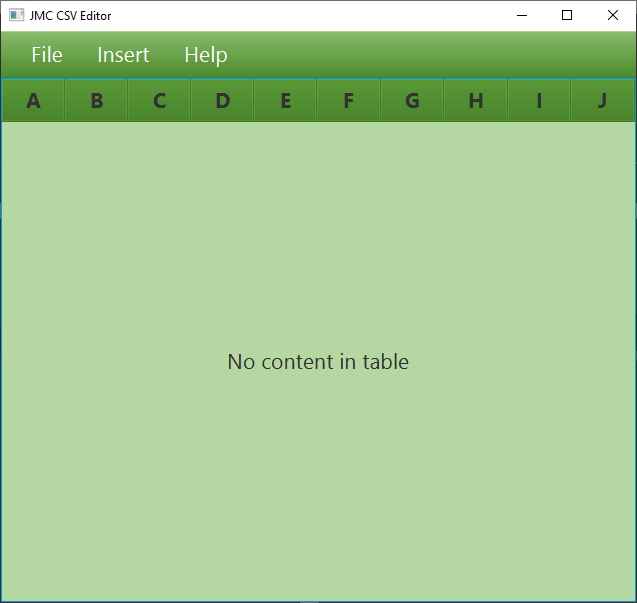 JMC CSV Editor
File Insert Help
A B C D E F G H I J
No content in table